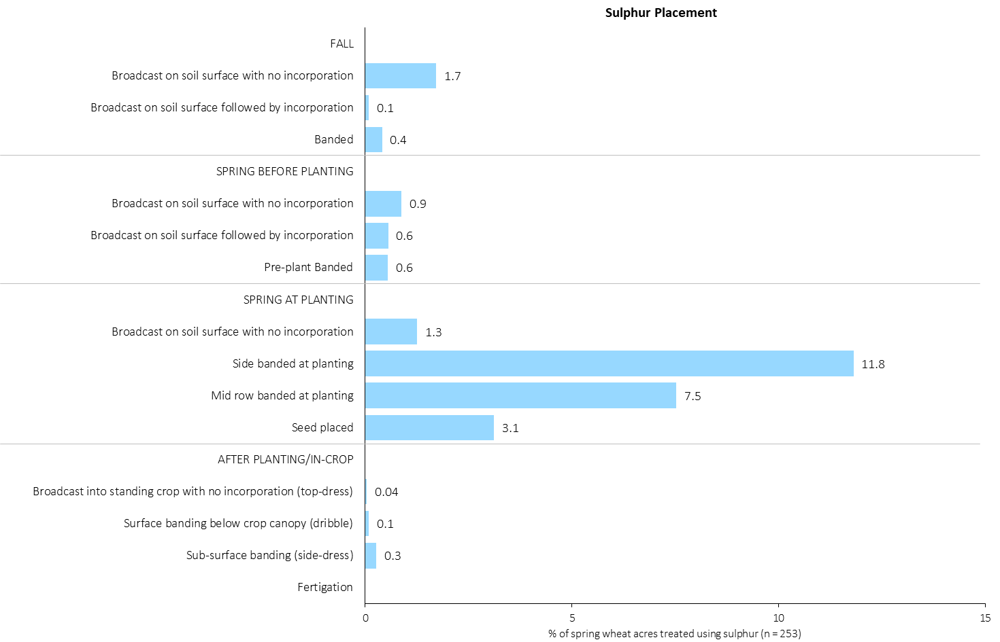 Sulphur Placement
FALL
Broadcast on soil surface with no incorporation 1.7
Broadcast on soil surface followed by incorporation 0.1
Banded 0.4
SPRING BEFORE PLANTING
Broadcast on soil surface with no incorporation 0.9
Broadcast on soil surface followed by incorporation 0.6
Pre-plant Banded 0.6
SPRING AT PLANTING
Broadcast on soil surface with no incorporation 1.3
Side banded at planting 11.8
Mid row banded at planting 7.5
Seed placed 3.1
AFTER PLANTING/IN-CROP
Broadcast into standing crop with no incorporation (top-dress) 0.04
Surface banding below crop canopy (dribble) 0.1
Sub-surface banding (side-dress) 0.3
Fertigation
0 5 10 15
% of spring wheat acres treated using sulphur (n = 253)